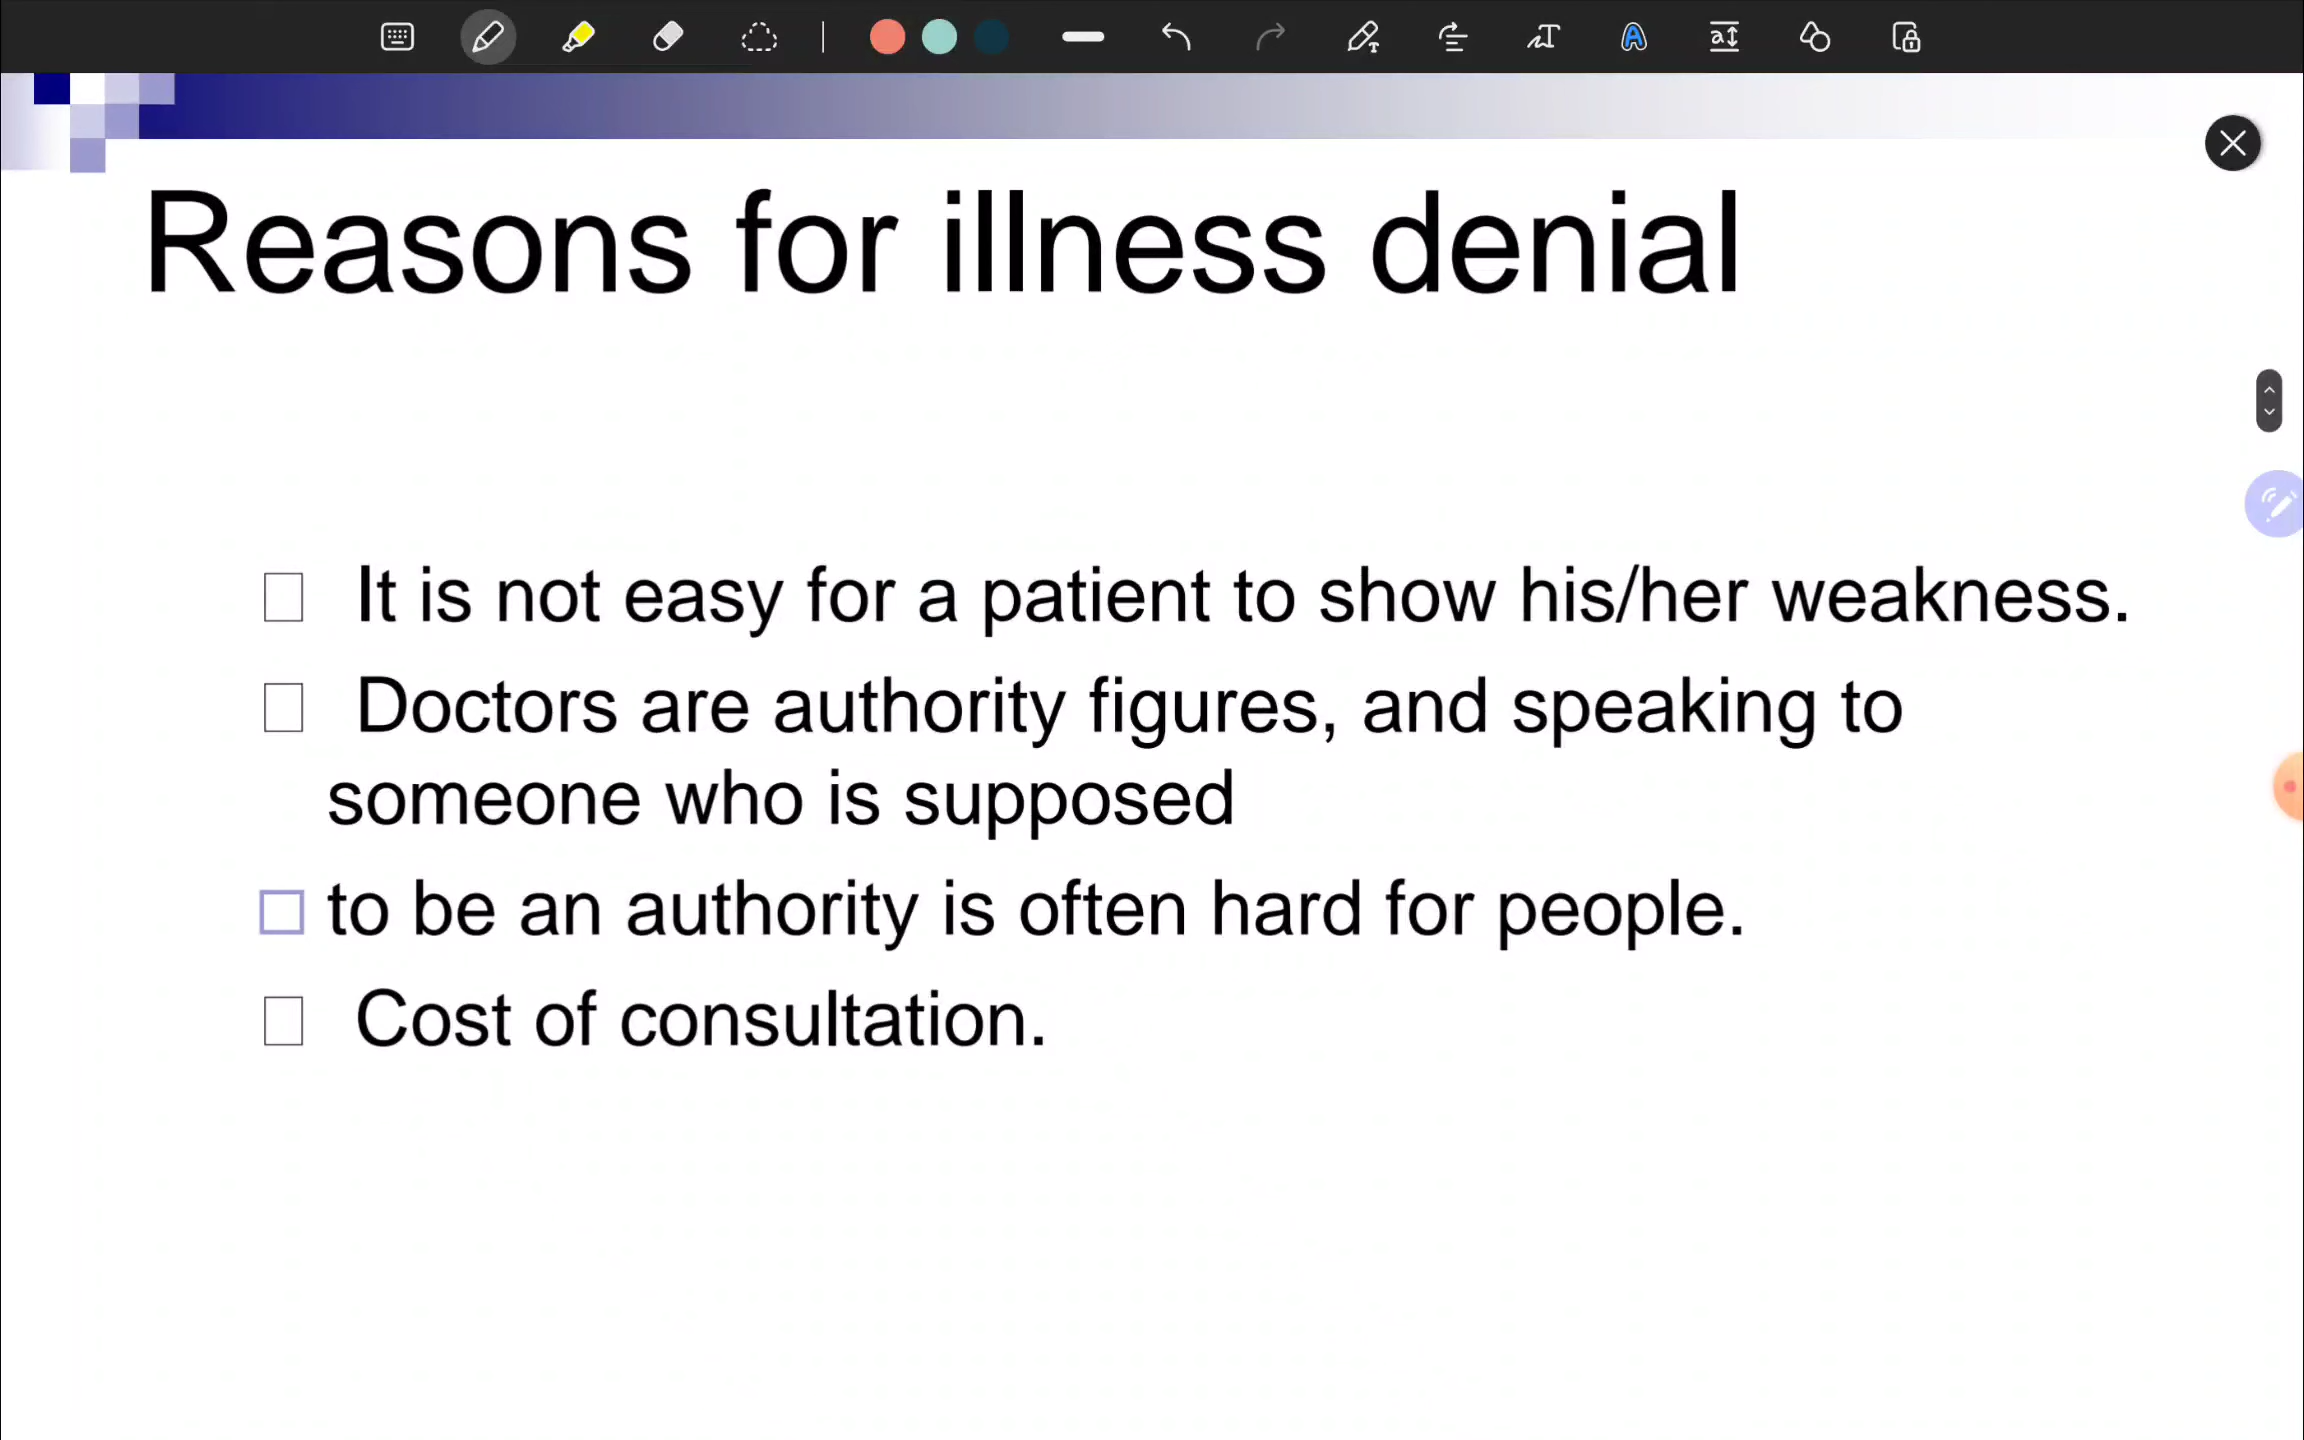 Reasons for illness denial
It is not easy for a patient to show his/her weakness.
Doctors are authority figures, and speaking to
someone who is supposed
to be an authority is often hard for people.
Cost of consultation.